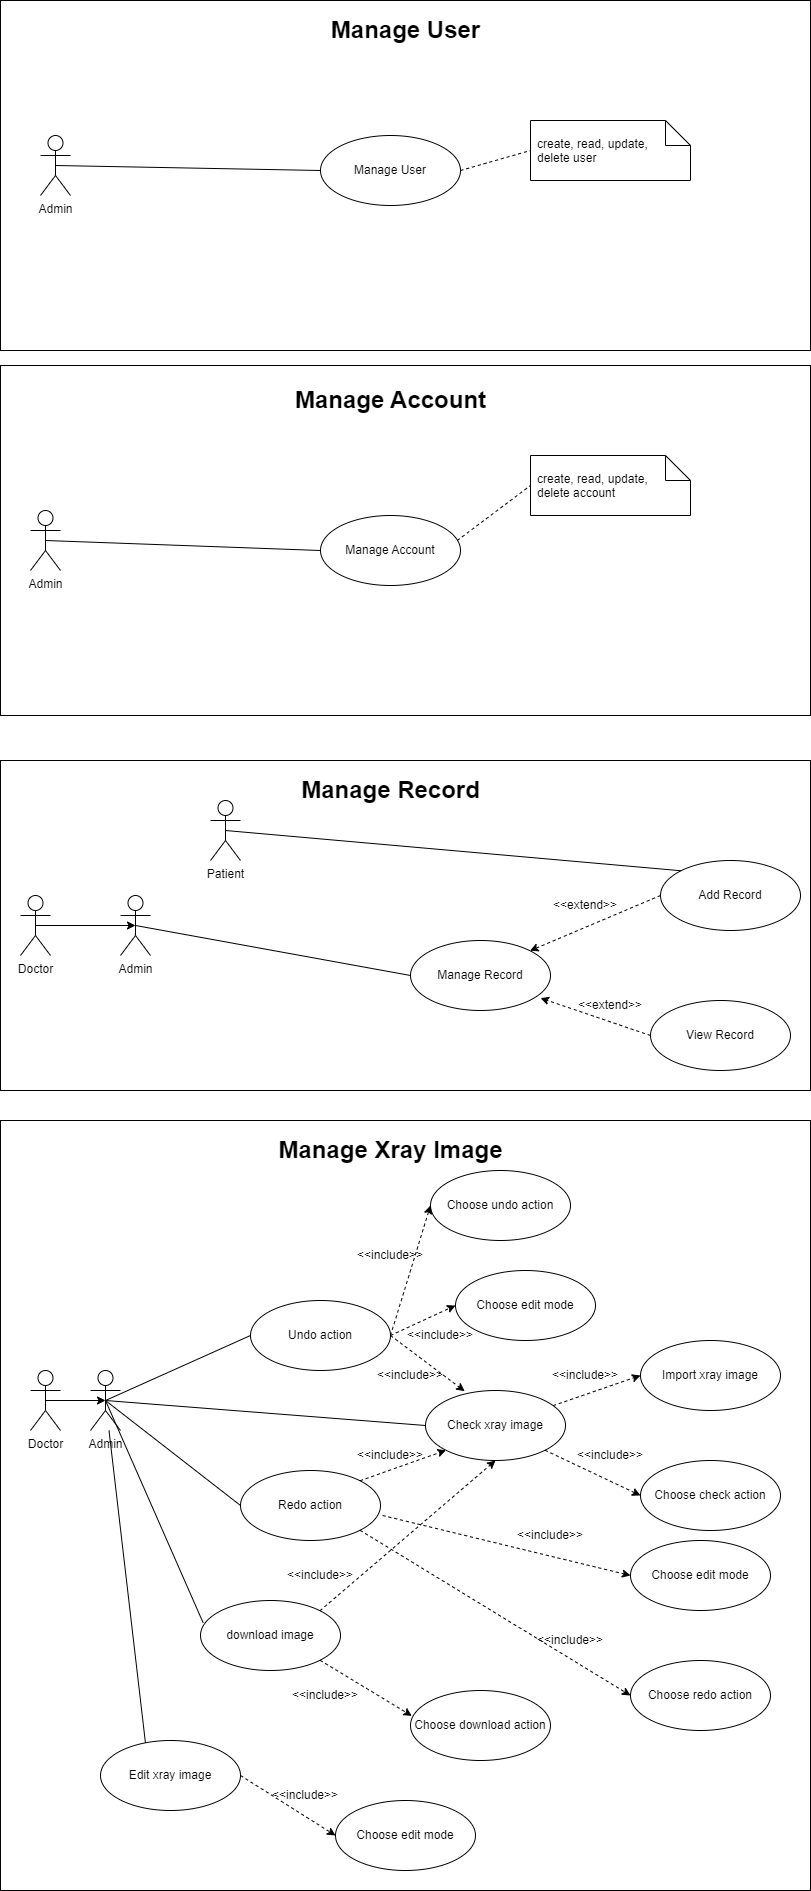 Manage User
create, read, update,
delete user
Manage User
Admin
Manage Account
create, read, update,
delete account
Manage Account
Admin
Manage Record
Patient
Add Record
<<extend>>
Doctor
Admin
Manage Record
<<extend>>
View Record
Manage Xray Image
Choose undo action
<<include>>
Choose edit mode
Undo action
<<include>>
<<include>>
<<include>>
Import xray image
Check xray image
Doctor
Admin
<<include>>
<<include>>
Choose check action
Redo action
<<include>>
<<include>>
Choose edit mode
download image
<<include>>
<<include>>
Choose redo action
Choose download action
Edit xray image
<<include>>
Choose edit mode